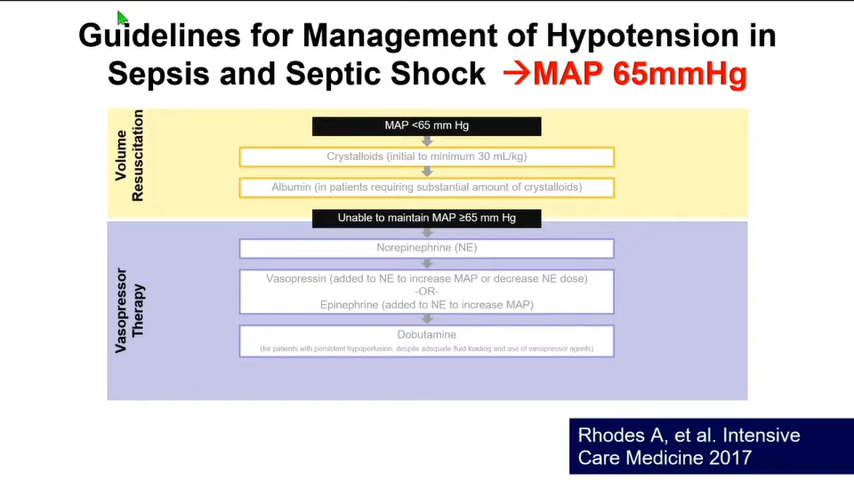 Guidelines for Management of Hypotension in
Sepsis and Septic Shock →MAP 65mmHg
Volume
Resuscitation
MAP <65 mm Hg
Crystalloids (initial to minimum 30 mL/kg)
Albumin (in patients requiring substantial amount of crystalloids)
Unable to maintain MAP ≥65 mm Hg
Vasopressor
Therapy
Norepinephrine (NE)
Vasopressin (added to NE to increase MAP or decrease NE dose)
-OR-
Epinephrine (added to NE to increase MAP)
Dobutamine
(for patients with persistent hypoperfusion, despite adequate fluid loading and use of vasopressor agents)
Rhodes A, et al. Intensive
Care Medicine 2017